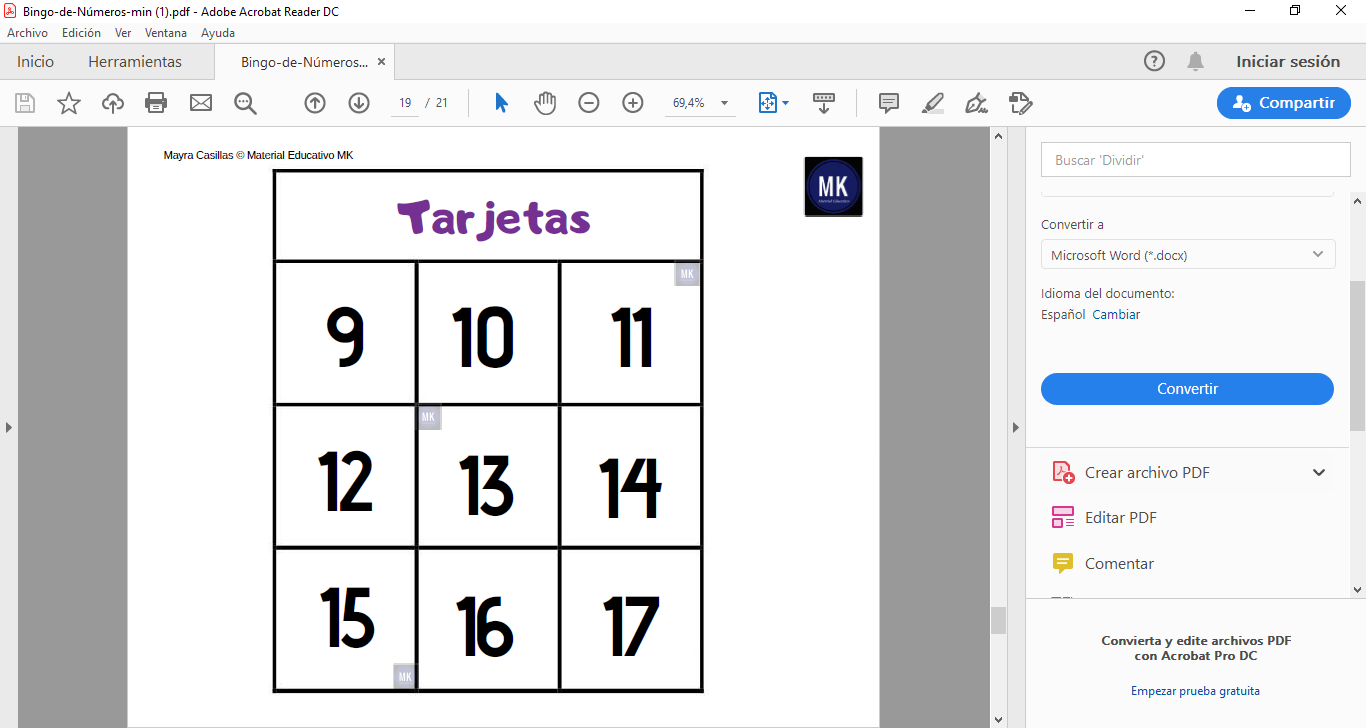 Bingo-de-Números-min (1).pdf - Adobe Acrobat Reader DC
Archivo Edición Ver Ventana Ayuda
Inicio Herramientas Bingo-de-Números... × Iniciar sesión
19 / 21 69,4% Compartir
Mayra Casillas © Material Educativo MK
MK
Material Educativo
Tarjetas
MK
9 10 11
MK
12 13 14
15 16 17
MK
Buscar 'Dividir'
Convertir a
Microsoft Word (*.docx)
Idioma del documento:
Español Cambiar
Convertir
Crear archivo PDF
Editar PDF
Comentar
Convierta y edite archivos PDF
con Acrobat Pro DC
Empezar prueba gratuita